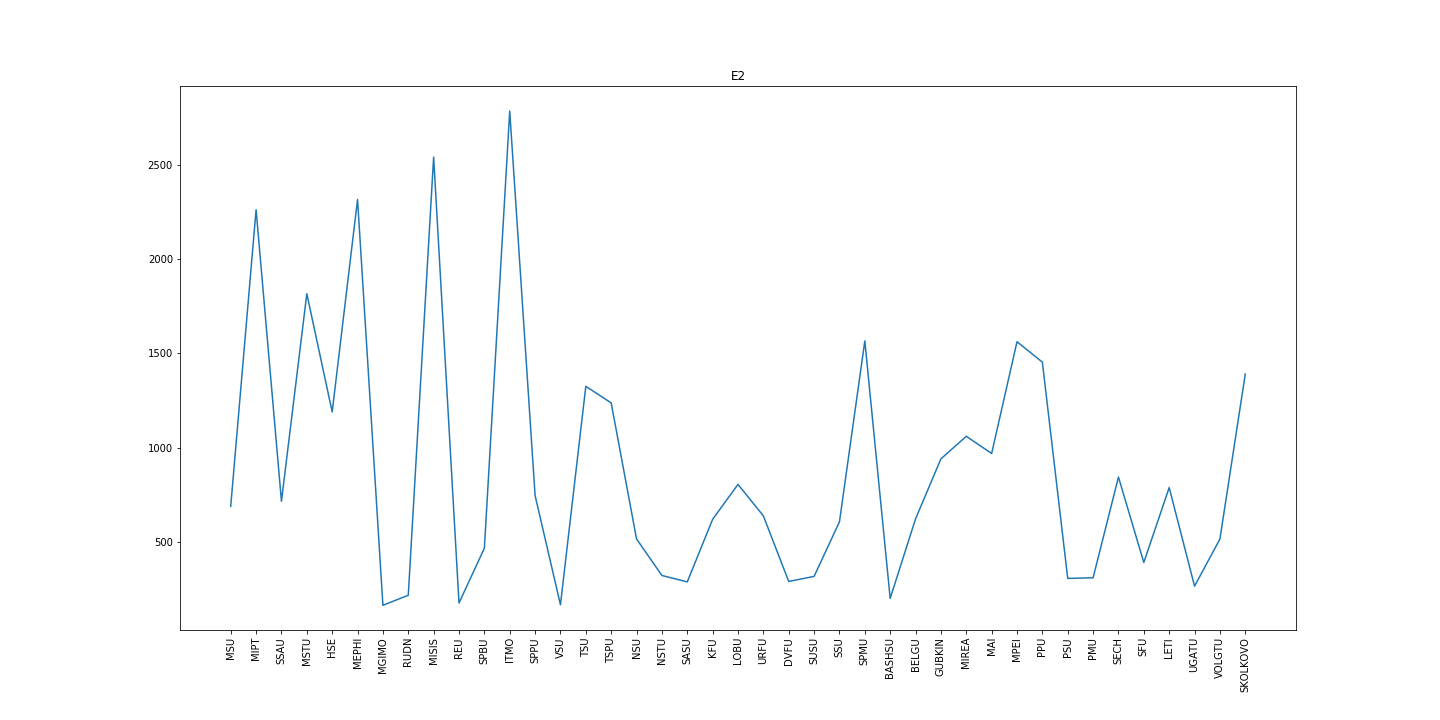 E2
2500
2000
1500
1000
500
MSU
MIPT
SSAU
MSTU
HSE
MEPHI
MGIMO
RUDN
MISIS
REU
SPBU
ITMO
SPPU
VSU
TSU
TSPU
NSU
NSTU
SASU
KFU
LOBU
URFU
DVFU
SUSU
SSU
SPMU
BASHSU
BELGU
GUBKIN
MIREA
MAI
MPEI
PPU
PSU
PMU
SECH
SFU
LETI
UGATU
VOLGTU
SKOLKOVO